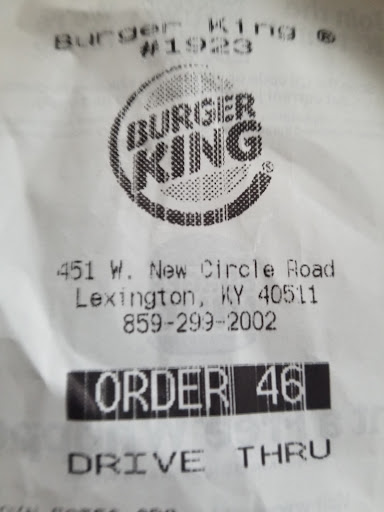 Burger King ®
#1923
BURGER
KING
®
451 W. New Circle Road
Lexington, KY 40511
859-299-2002
ORDER 46
DRIVE THRU